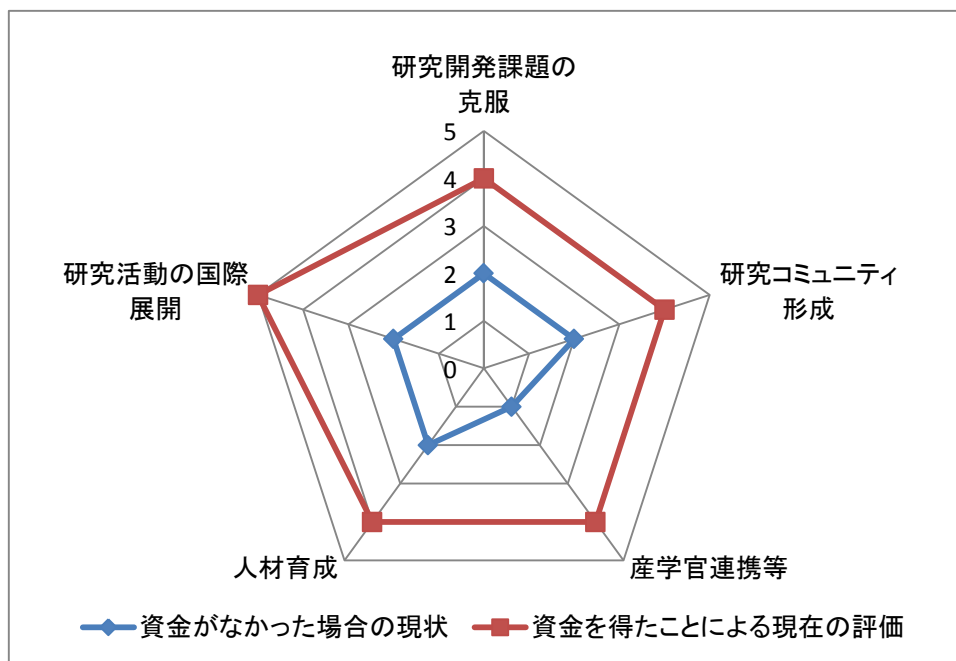 研究開発課題の
克服
5
4
3
2
1
0
研究コミュニティ
形成
産学官連携等
人材育成
研究活動の国際
展開
資金がなかった場合の現状
資金を得たことによる現在の評価